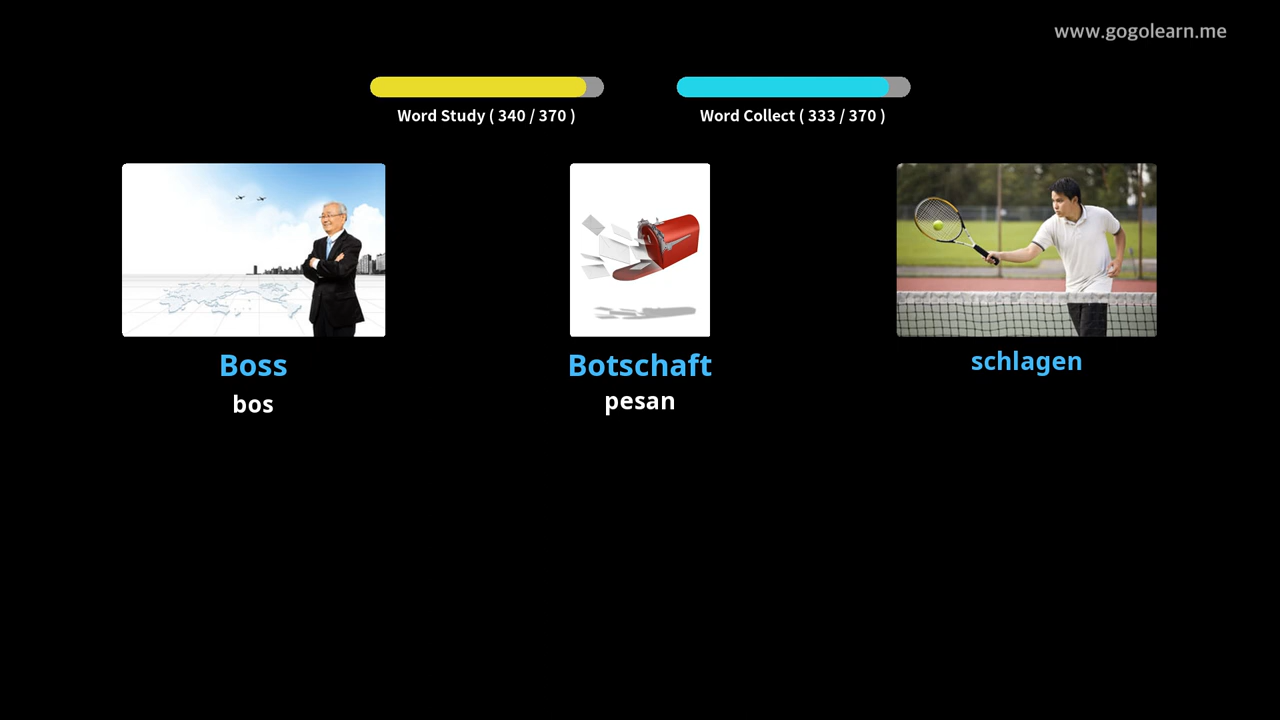 www.gogolearn.me
Word Study ( 340 / 370 )
Word Collect ( 333 / 370 )
Boss
bos
Botschaft
pesan
schlagen